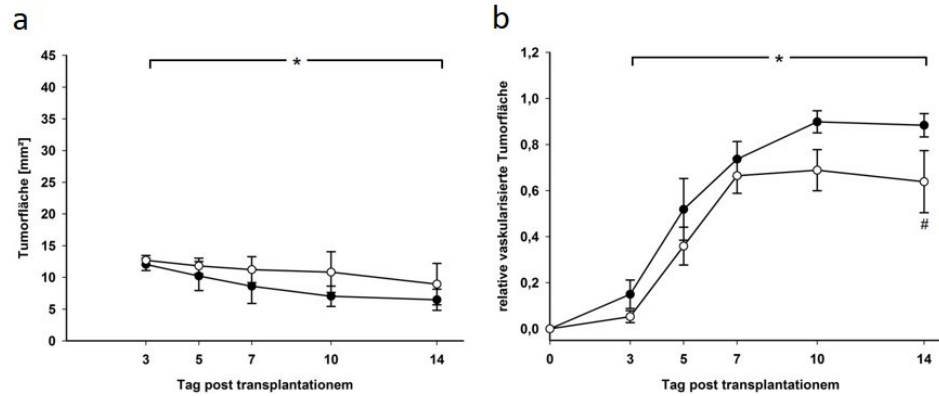 a
Tumorfläche [mm²]
45
40
35
30
25
20
15
10
5
0
*
3 5 7 10 14
Tag post transplantationem
b
relative vaskularisierte Tumorfläche
1,2
1,0
0,8
0,6
0,4
0,2
0,0
*
#
0 3 5 7 10 14
Tag post transplantationem